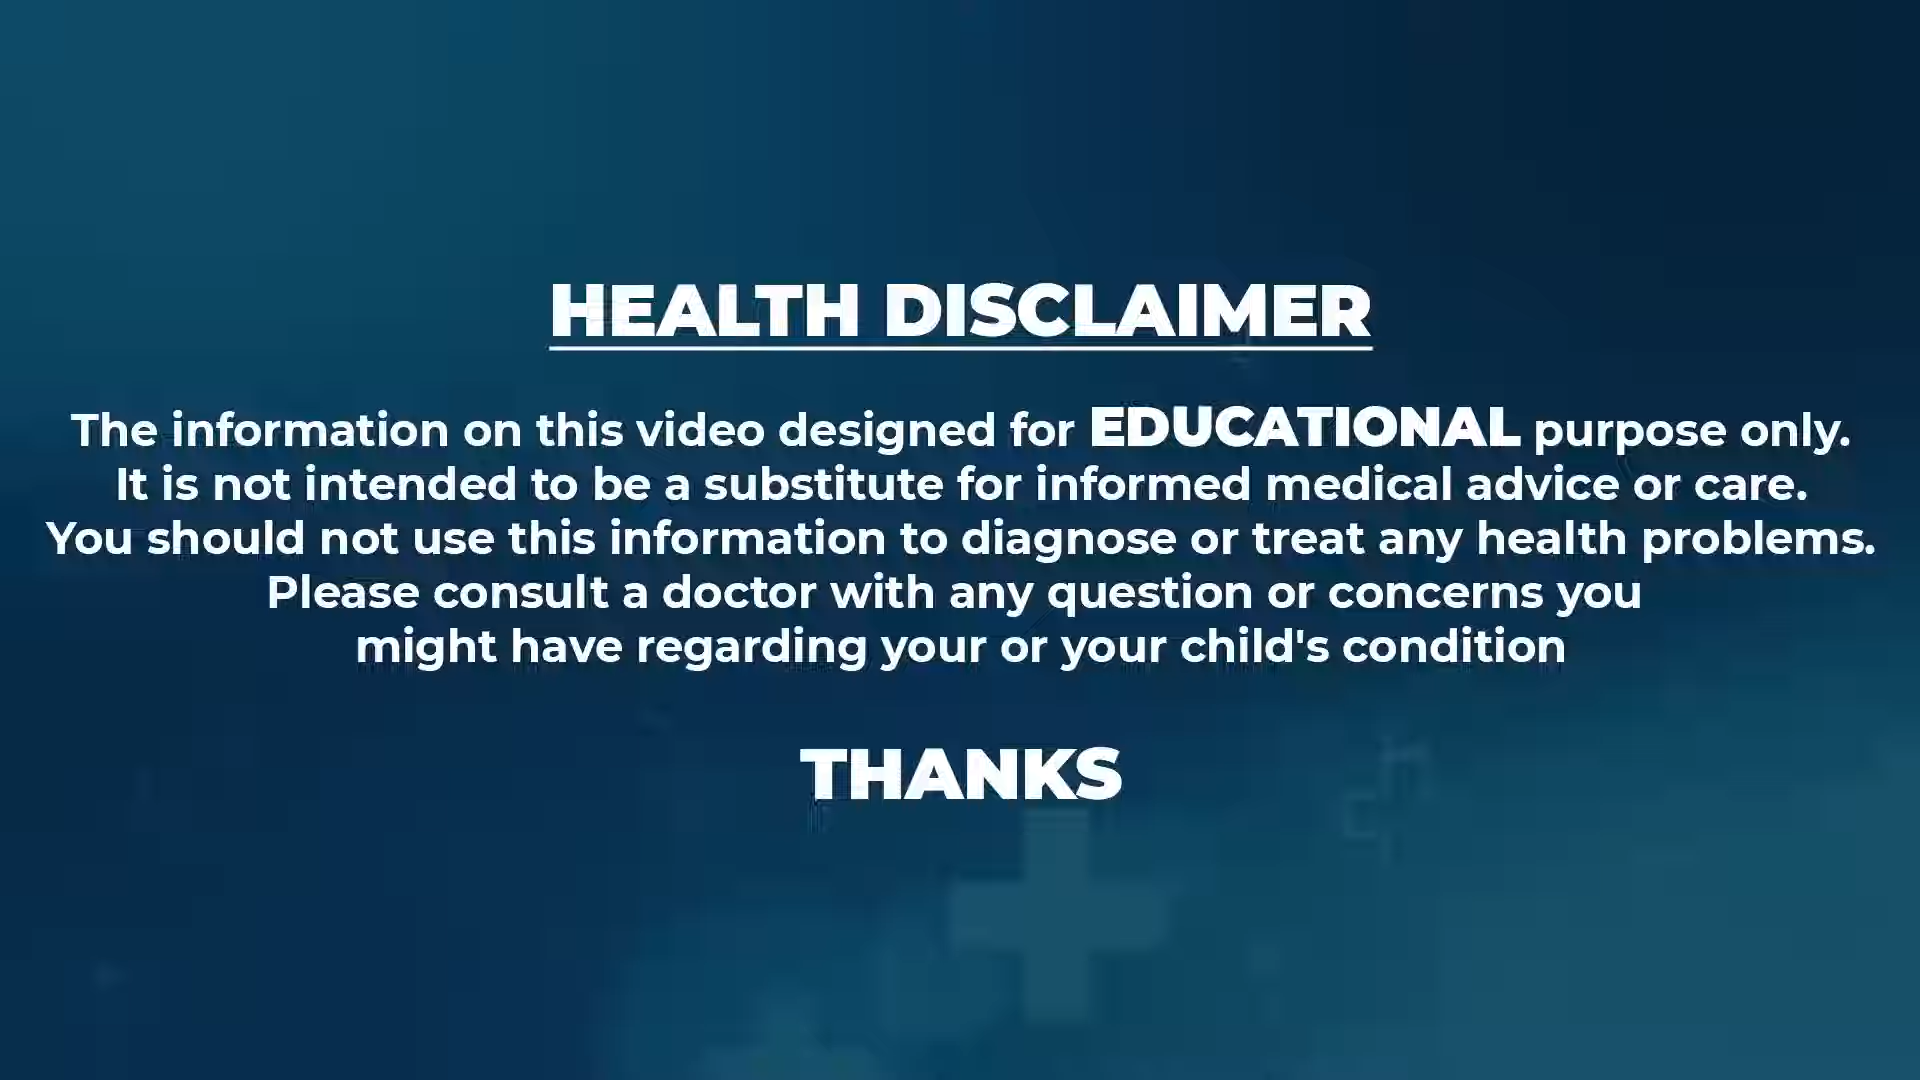 HEALTH DISCLAIMER
The information on this video designed for EDUCATIONAL purpose only.
It is not intended to be a substitute for informed medical advice or care.
You should not use this information to diagnose or treat any health problems.
Please consult a doctor with any question or concerns you
might have regarding your or your child's condition
THANKS